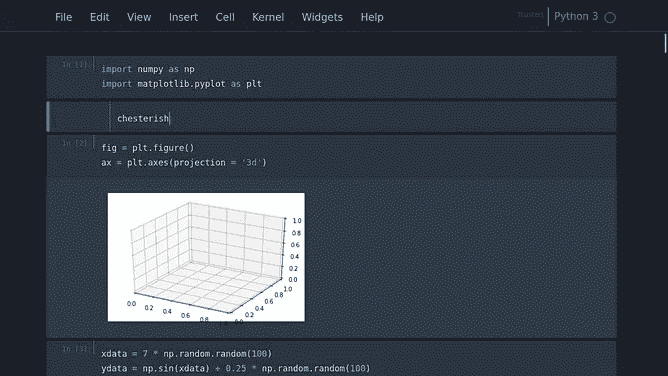 File Edit View Insert Cell Kernel Widgets Help Trusted Python 3
In [1]:
import numpy as np
import matplotlib.pyplot as plt
chesterish
In [2]:
fig = plt.figure()
ax = plt.axes(projection = '3d')
1.0
0.8
0.6
0.4
0.2
0.0
1.0
0.8
0.6
0.4
0.2
0.0
0.0 0.2 0.4 0.6 0.8
In [3]:
xdata = 7 * np.random.random(100)
ydata = np.sin(xdata) + 0.25 * np.random.random(100)